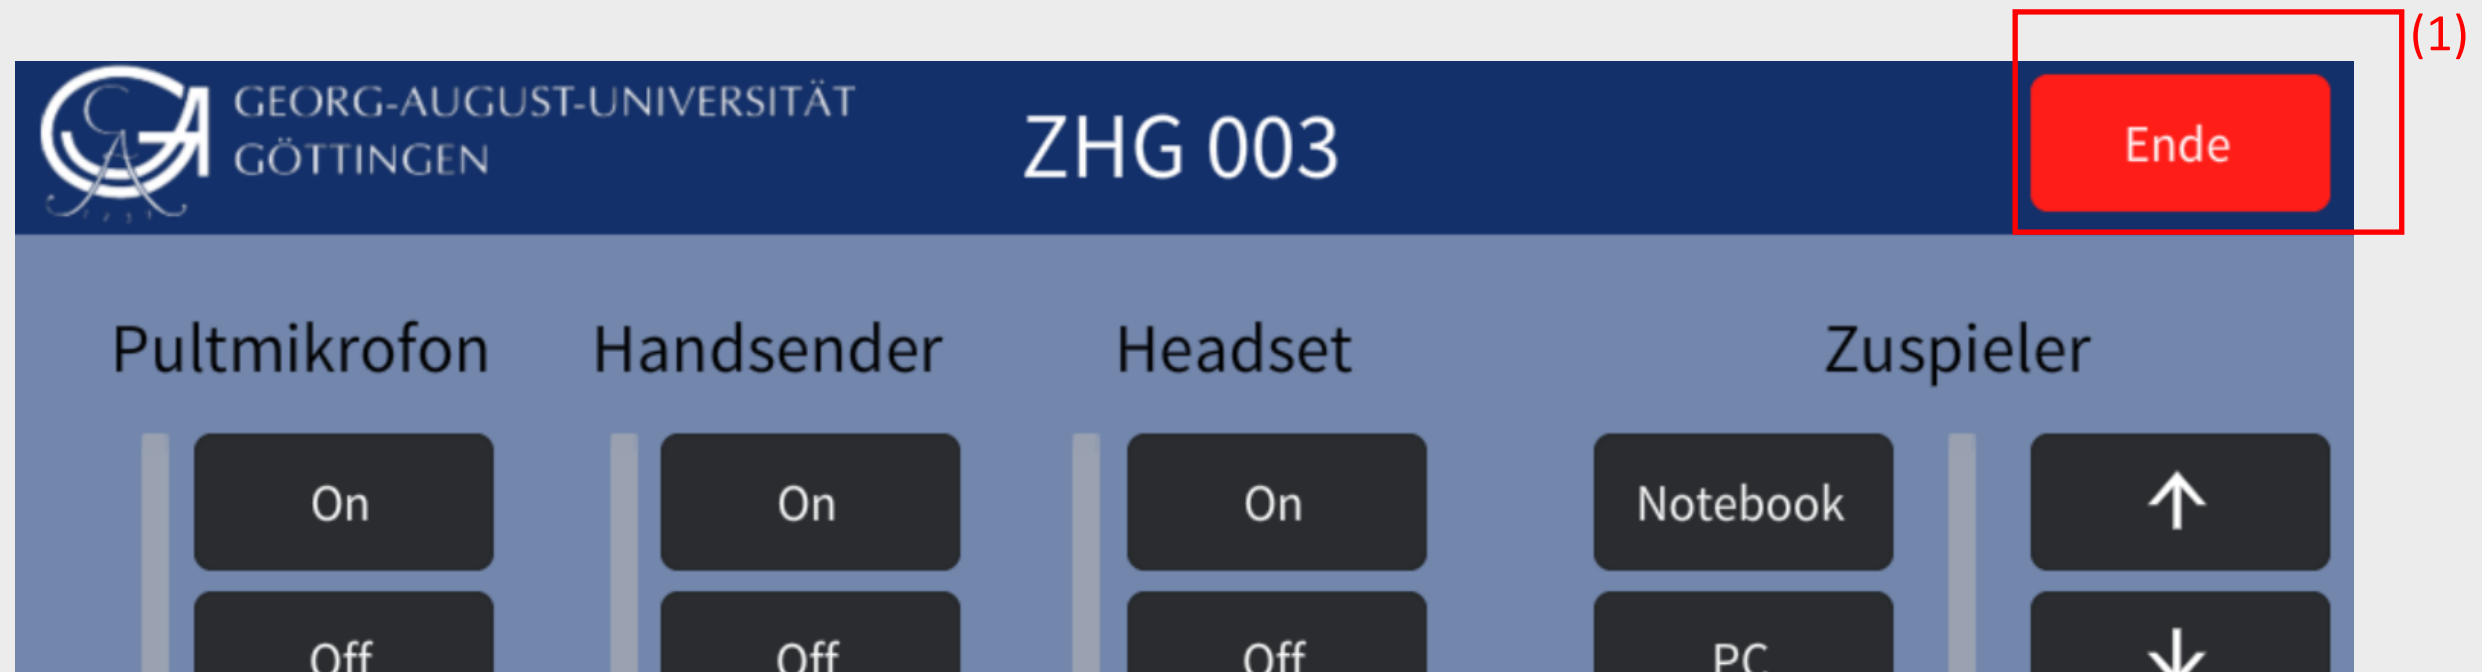 (1)
GEORG-AUGUST-UNIVERSITÄT
GÖTTINGEN
ZHG 003
Ende
Pultmikrofon Handsender Headset Zuspieler
On On On Notebook
Off Off Off PC